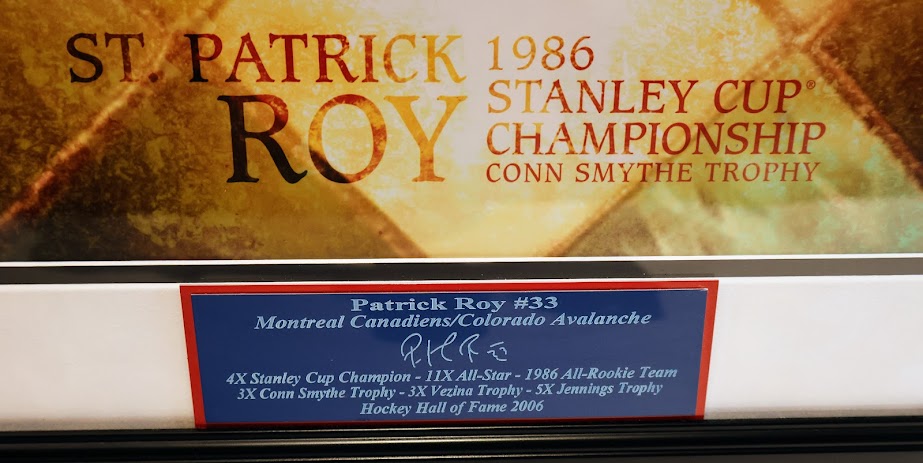 ST. PATRICK
ROY
1986
STANLEY CUP®
CHAMPIONSHIP
CONN SMYTHE TROPHY
Patrick Roy #33
Montreal Canadiens/Colorado Avalanche
4X Stanley Cup Champion - 11X All-Star - 1986 All-Rookie Team
3X Conn Smythe Trophy - 3X Vezina Trophy - 5X Jennings Trophy
Hockey Hall of Fame 2006